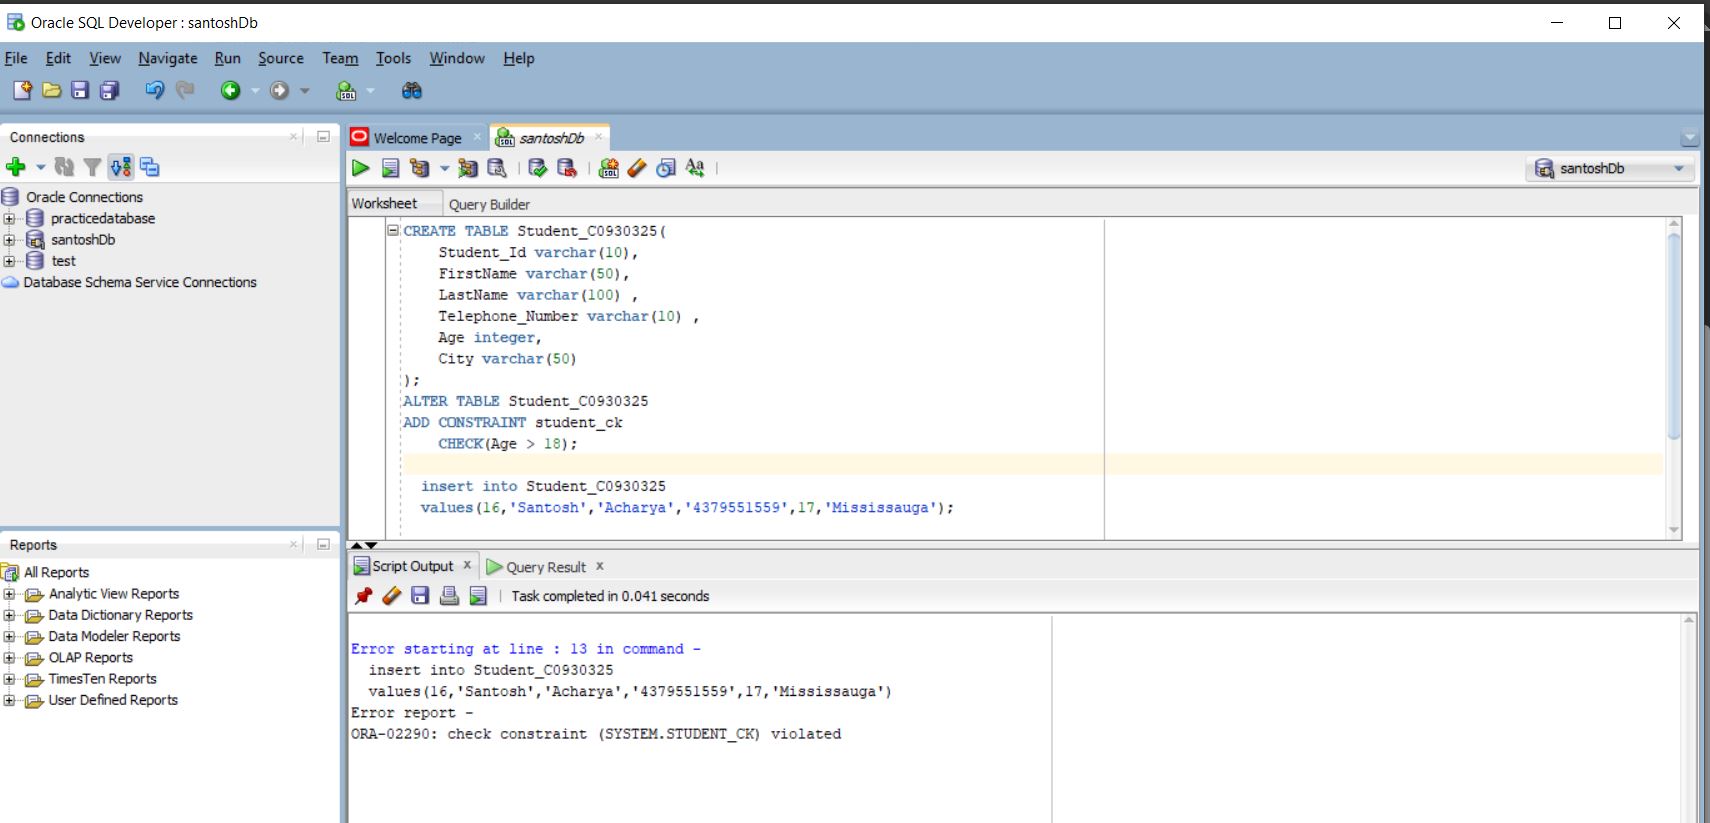 Oracle SQL Developer : santoshDb
File Edit View Navigate Run Source Team Tools Window Help
Connections
Oracle Connections
practicedatabase
santoshDb
test
Database Schema Service Connections
Reports
All Reports
Analytic View Reports
Data Dictionary Reports
Data Modeler Reports
OLAP Reports
TimesTen Reports
User Defined Reports
Welcome Page santoshDb
santoshDb
Worksheet Query Builder
CREATE TABLE Student_C0930325(
Student_Id varchar(10),
FirstName varchar(50),
LastName varchar(100) ,
Telephone_Number varchar(10) ,
Age integer,
City varchar(50)
);
ALTER TABLE Student_C0930325
ADD CONSTRAINT student_ck
CHECK(Age > 18);
insert into Student_C0930325
values(16,'Santosh','Acharya','4379551559',17,'Mississauga');
Script Output x Query Result x
Task completed in 0.041 seconds
Error starting at line : 13 in command -
insert into Student_C0930325
values(16,'Santosh','Acharya','4379551559',17,'Mississauga')
Error report -
ORA-02290: check constraint (SYSTEM.STUDENT_CK) violated